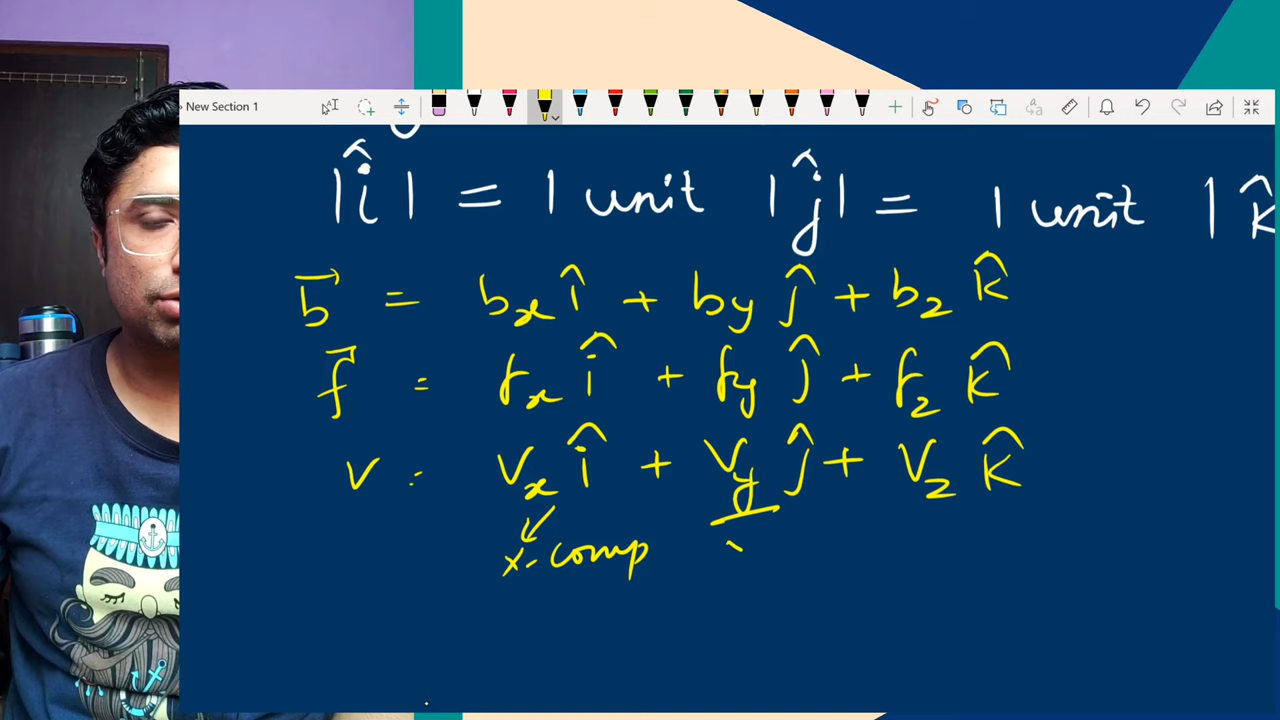 New Section 1
|î| = 1 unit |ĵ| = 1 unit |k̂
b⃗ = bₓ î + by ĵ + bz k̂
f⃗ = fₓ î + fy ĵ + fz k̂
v = vₓ î + vy ĵ + vz k̂
x-comp